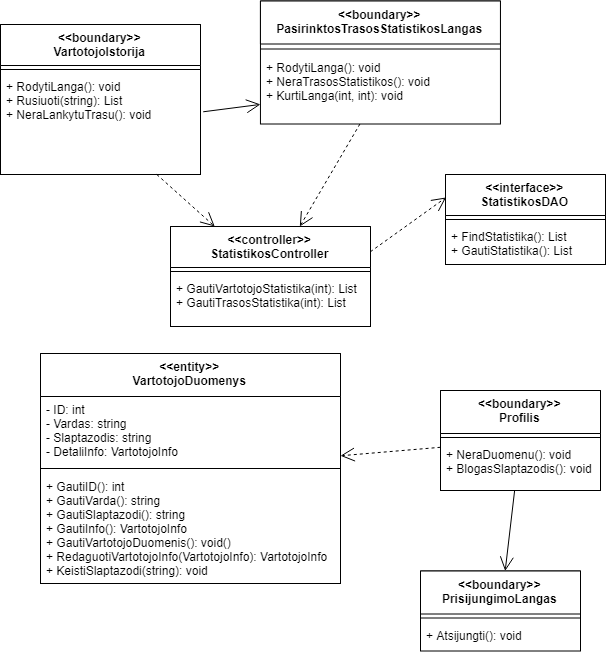 <<boundary>>
VartotojoIstorija
+ RodytiLanga(): void
+ Rusiuoti(string): List
+ NeraLankytuTrasu(): void
<<boundary>>
PasirinktosTrasosStatistikosLangas
+ RodytiLanga(): void
+ NeraTrasosStatistikos(): void
+ KurtiLanga(int, int): void
<<interface>>
StatistikosDAO
+ FindStatistika(): List
+ GautiStatistika(): List
<<controller>>
StatistikosController
+ GautiVartotojoStatistika(int): List
+ GautiTrasosStatistika(int): List
<<entity>>
VartotojoDuomenys
- ID: int
- Vardas: string
- Slaptazodis: string
- DetaliInfo: VartotojoInfo
+ GautiID(): int
+ GautiVarda(): string
+ GautiSlaptazodi(): string
+ GautiInfo(): VartotojoInfo
+ GautiVartotojoDuomenis(): void()
+ RedaguotiVartotojoInfo(VartotojoInfo): VartotojoInfo
+ KeistiSlaptazodi(string): void
<<boundary>>
Profilis
+ NeraDuomenu(): void
+ BlogasSlaptazodis(): void
<<boundary>>
PrisijungimoLangas
+ Atsijungti(): void